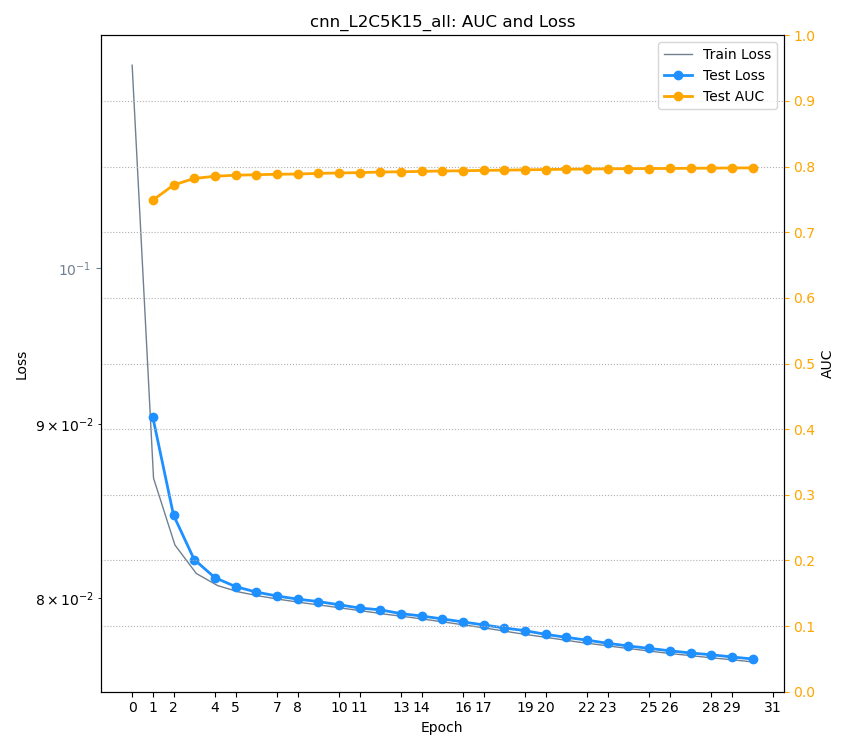 cnn_L2C5K15_all: AUC and Loss
Train Loss
Test Loss
Test AUC
10⁻¹
9 × 10⁻²
8 × 10⁻²
Loss
1.0
0.9
0.8
0.7
0.6
0.5
0.4
0.3
0.2
0.1
0.0
AUC
0 1 2 4 5 7 8 10 11 13 14 16 17 19 20 22 23 25 26 28 29 31
Epoch